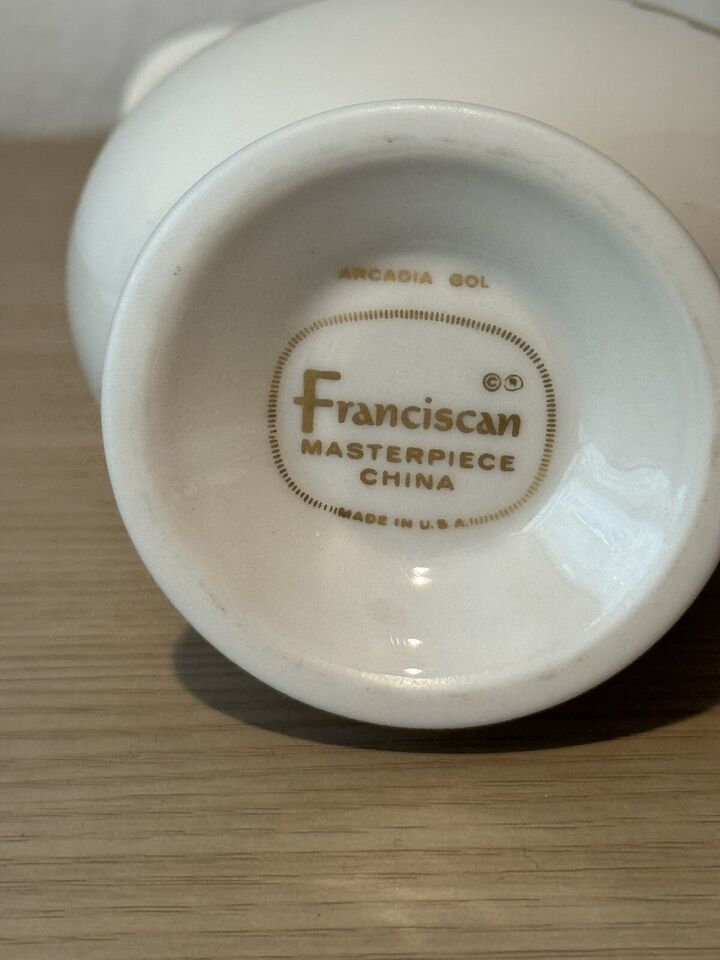 ARCADIA GOL
© ®
Franciscan
MASTERPIECE
CHINA
MADE IN U.S.A.